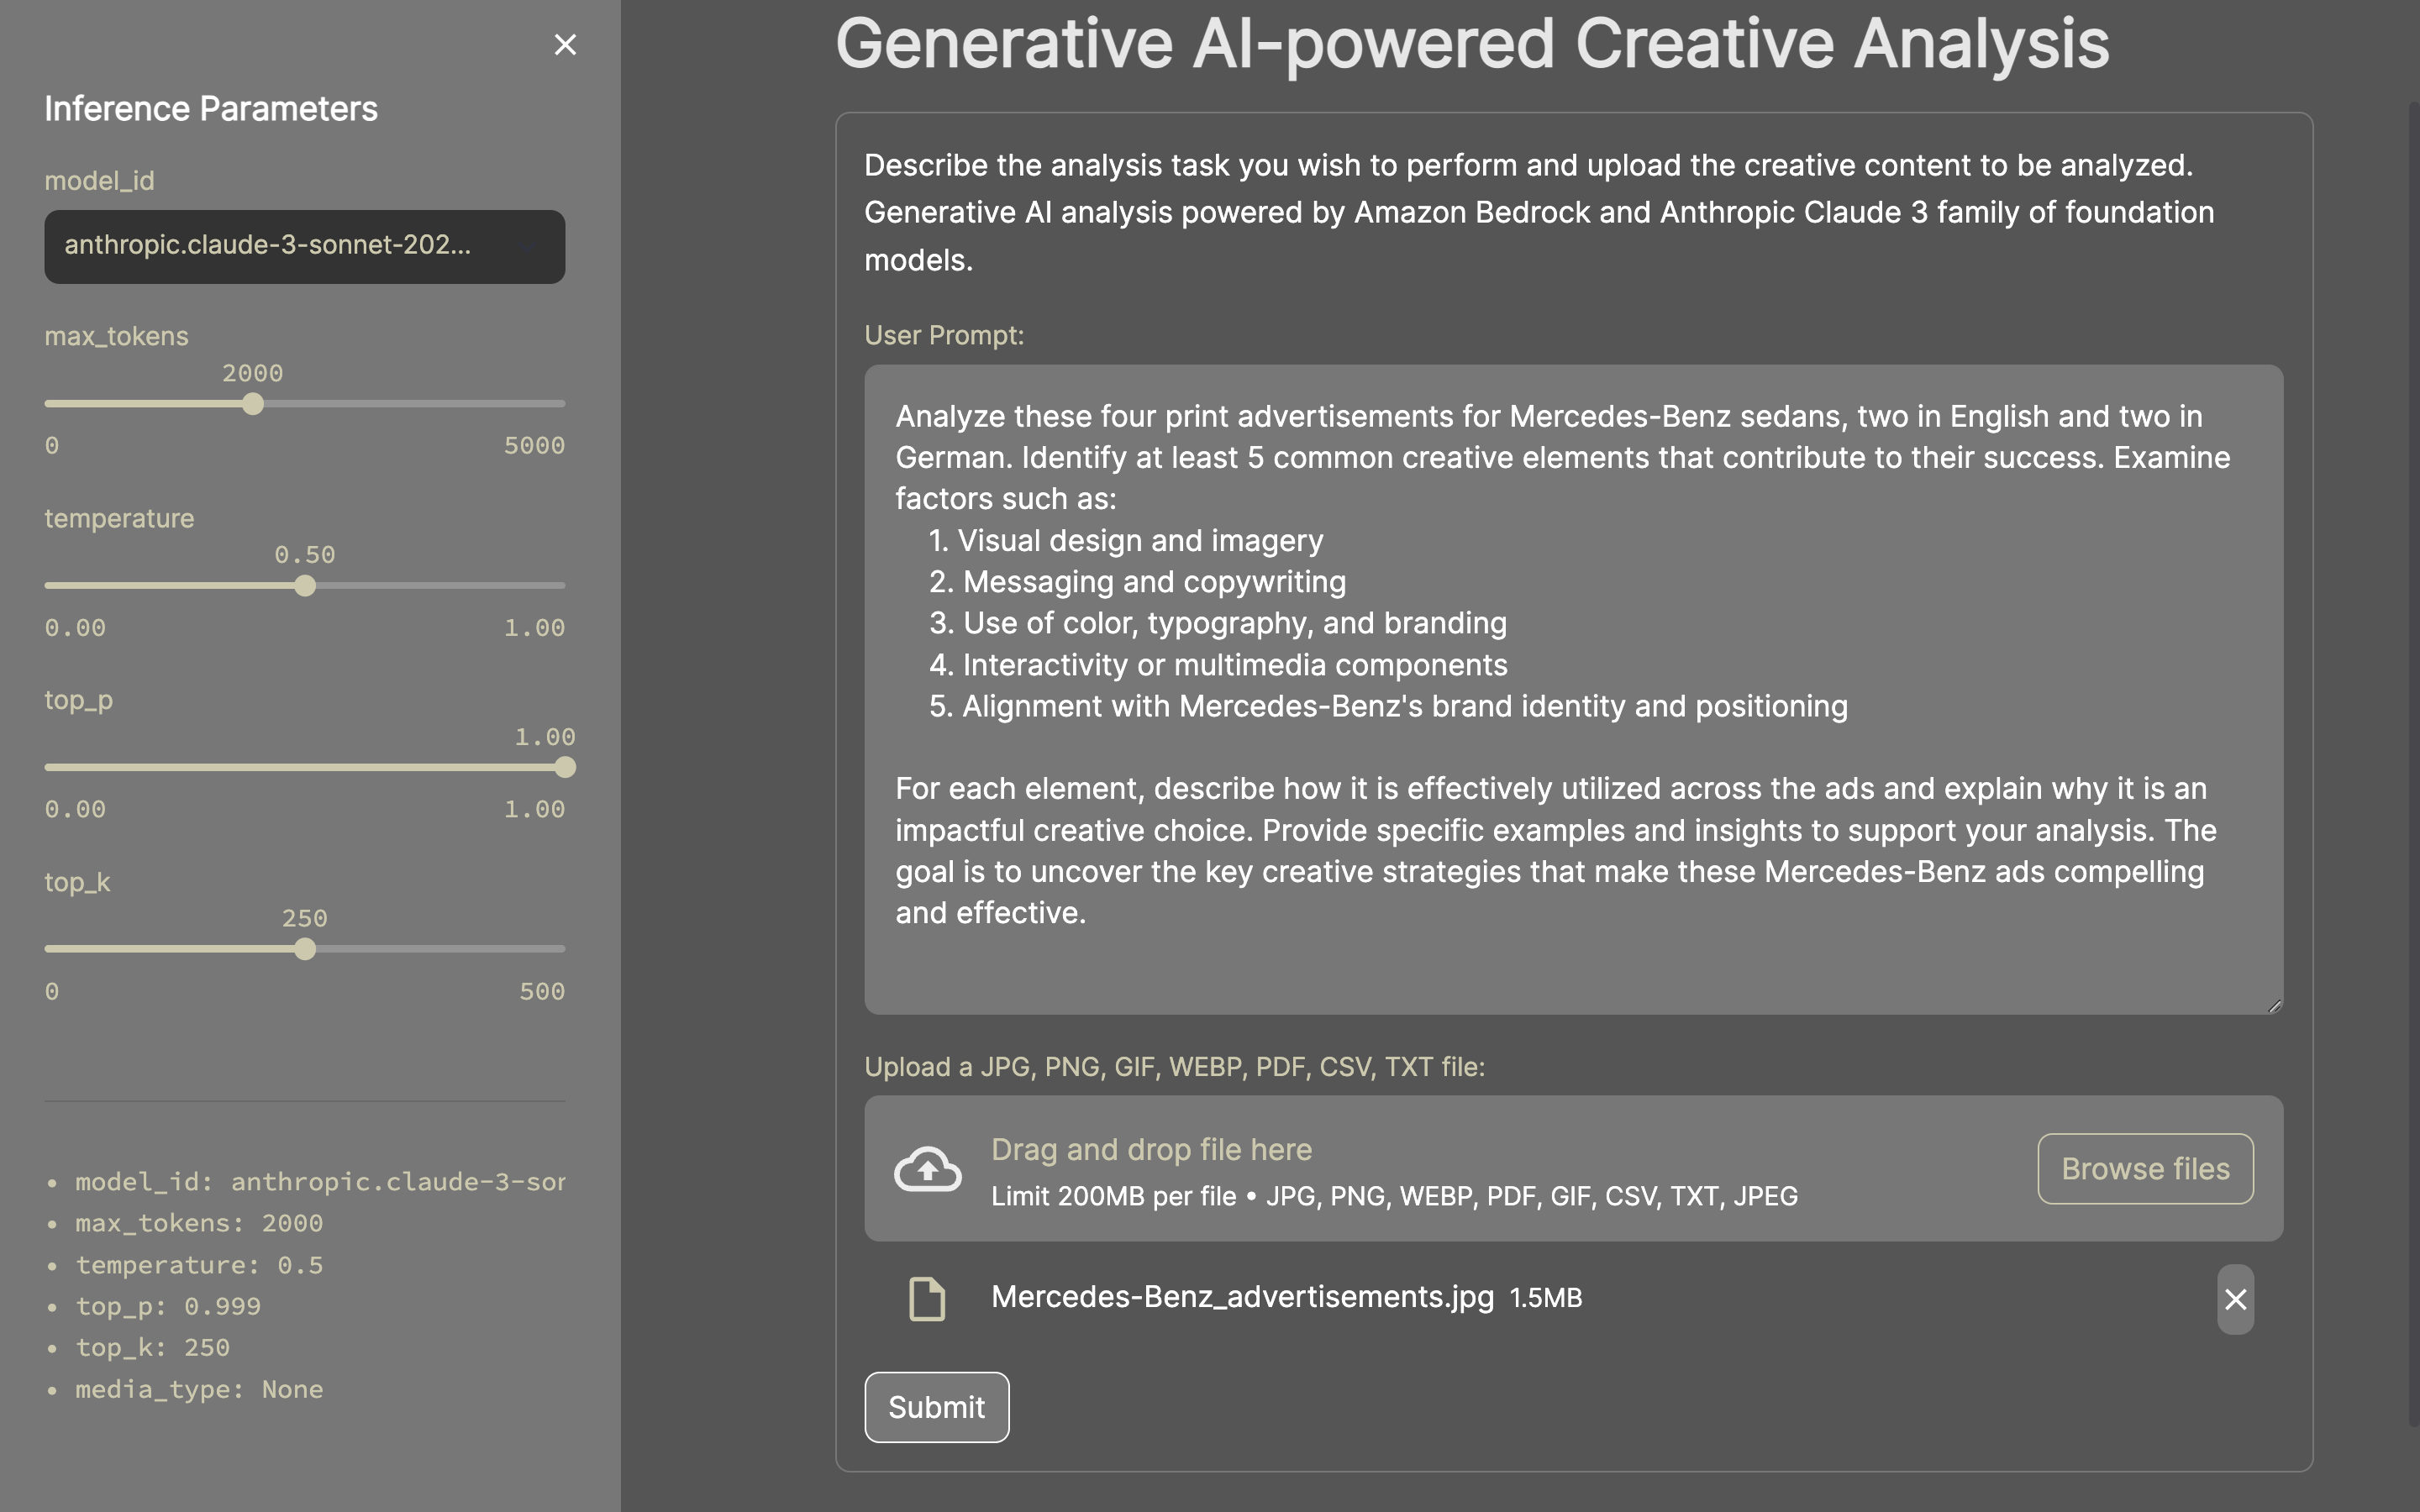 Inference Parameters
model_id
anthropic.claude-3-sonnet-202...
max_tokens
2000
0 5000
temperature
0.50
0.00 1.00
top_p
1.00
0.00 1.00
top_k
250
0 500
• model_id: anthropic.claude-3-sor
• max_tokens: 2000
• temperature: 0.5
• top_p: 0.999
• top_k: 250
• media_type: None
Generative AI-powered Creative Analysis
Describe the analysis task you wish to perform and upload the creative content to be analyzed.
Generative AI analysis powered by Amazon Bedrock and Anthropic Claude 3 family of foundation
models.
User Prompt:
Analyze these four print advertisements for Mercedes-Benz sedans, two in English and two in
German. Identify at least 5 common creative elements that contribute to their success. Examine
factors such as:
1. Visual design and imagery
2. Messaging and copywriting
3. Use of color, typography, and branding
4. Interactivity or multimedia components
5. Alignment with Mercedes-Benz's brand identity and positioning
For each element, describe how it is effectively utilized across the ads and explain why it is an
impactful creative choice. Provide specific examples and insights to support your analysis. The
goal is to uncover the key creative strategies that make these Mercedes-Benz ads compelling
and effective.
Upload a JPG, PNG, GIF, WEBP, PDF, CSV, TXT file:
Drag and drop file here
Limit 200MB per file • JPG, PNG, WEBP, PDF, GIF, CSV, TXT, JPEG
Browse files
Mercedes-Benz_advertisements.jpg 1.5MB
Submit